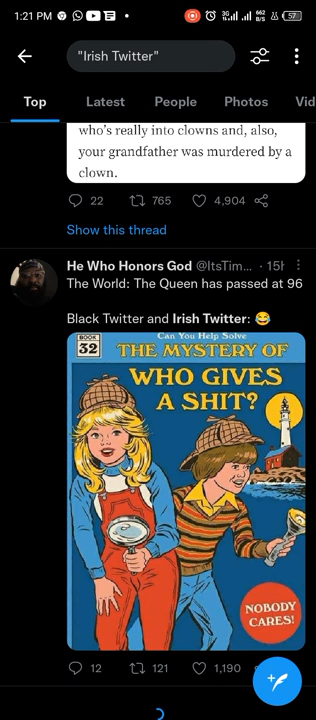 1:21 PM
3G
662 B/S
57
"Irish Twitter"
Top Latest People Photos Vid
who's really into clowns and, also,
your grandfather was murdered by a
clown.
22 765 4,904
Show this thread
He Who Honors God @ItsTim... · 15h
The World: The Queen has passed at 96
Black Twitter and Irish Twitter: 😂
BOOK
32
Can You Help Solve
THE MYSTERY OF
WHO GIVES
A SHIT?
NOBODY
CARES!
12 121 1,190